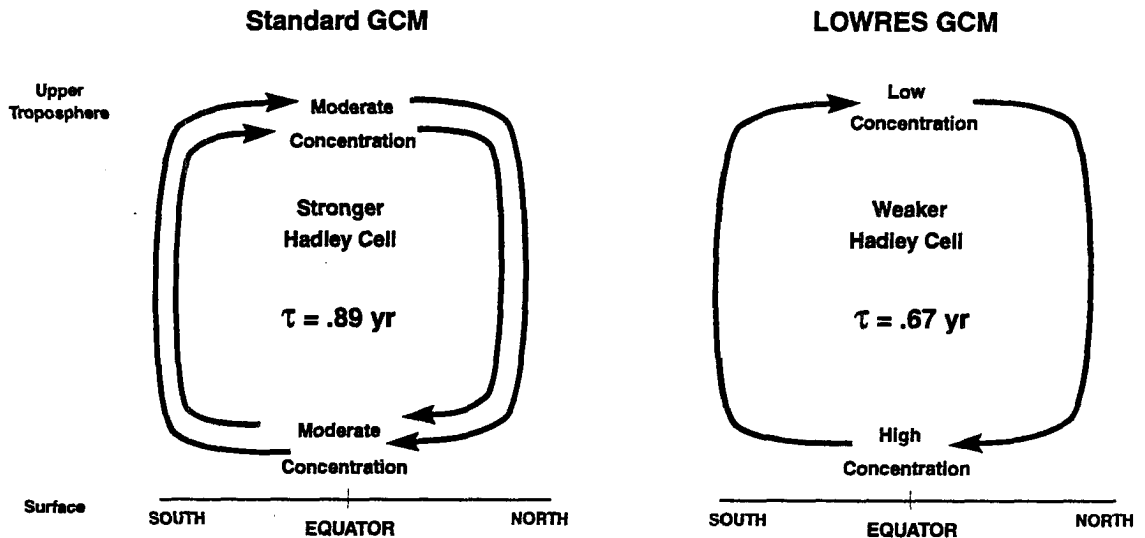 Standard GCM
Upper
Troposphere
Moderate
Concentration
Stronger
Hadley Cell
τ = .89 yr
Moderate
Concentration
Surface
SOUTH
EQUATOR
NORTH
LOWRES GCM
Low
Concentration
Weaker
Hadley Cell
τ = .67 yr
High
Concentration
SOUTH
EQUATOR
NORTH